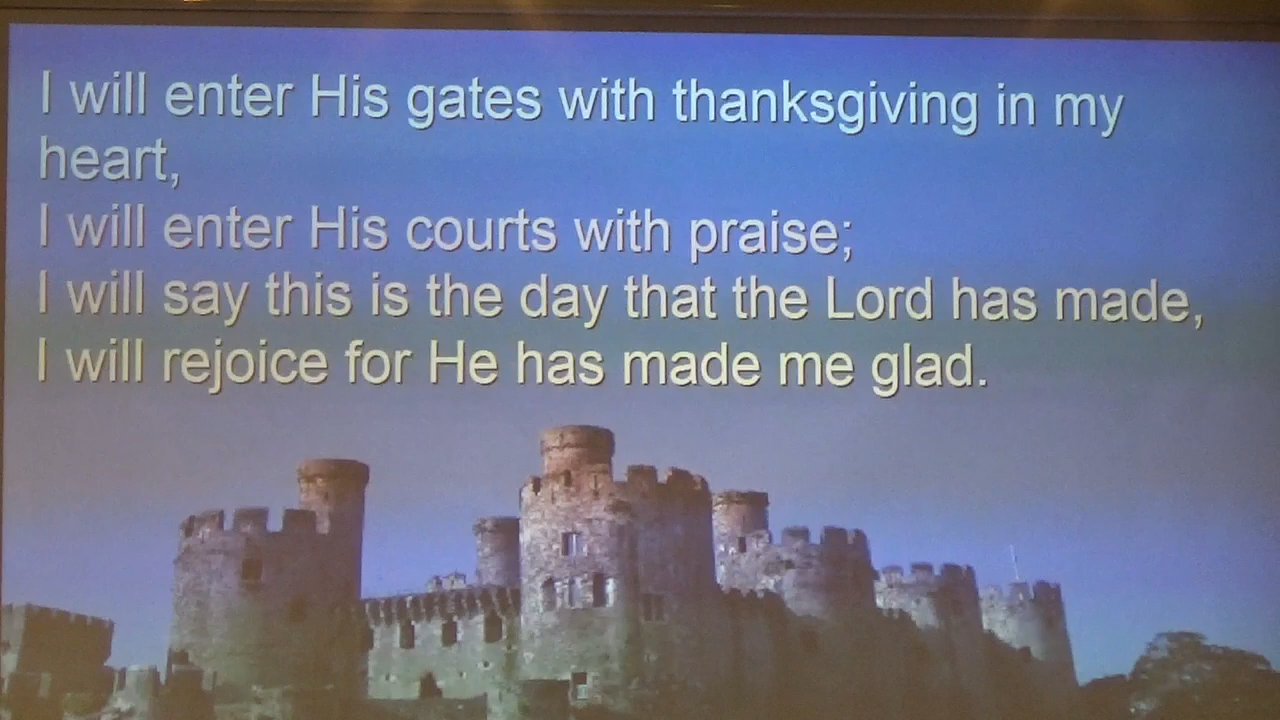 I will enter His gates with thanksgiving in my
heart,
I will enter His courts with praise;
I will say this is the day that the Lord has made,
I will rejoice for He has made me glad.